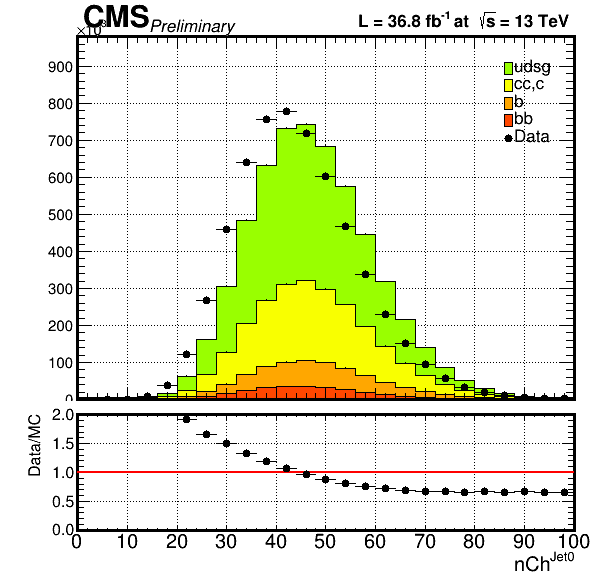 CMS Preliminary L = 36.8 fb⁻¹ at √s = 13 TeV
×10³
900
800
700
600
500
400
300
200
100
0
udsg
cc,c
b
bb
Data
Data/MC
2.0
1.5
1.0
0.5
0.0
0 10 20 30 40 50 60 70 80 90 100
nCh^Jet0